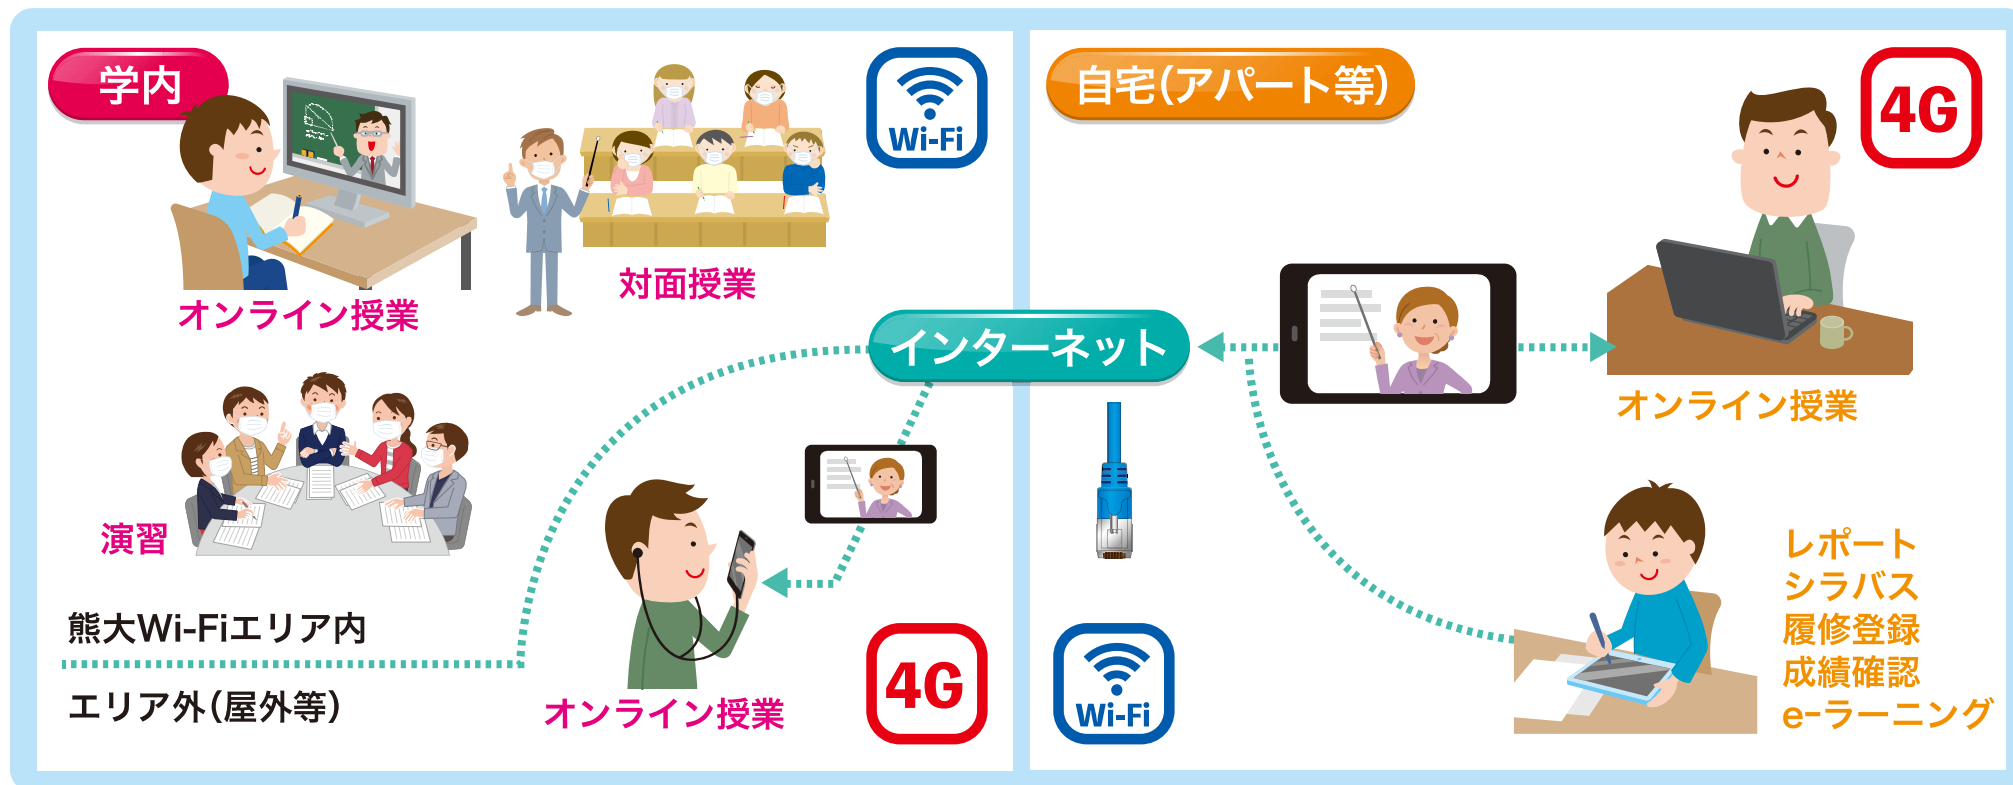 学内
Wi-Fi
オンライン授業
対面授業
演習
熊大Wi-Fiエリア内
エリア外(屋外等)
オンライン授業
4G
インターネット
自宅(アパート等)
4G
オンライン授業
Wi-Fi
レポート
シラバス
履修登録
成績確認
e-ラーニング